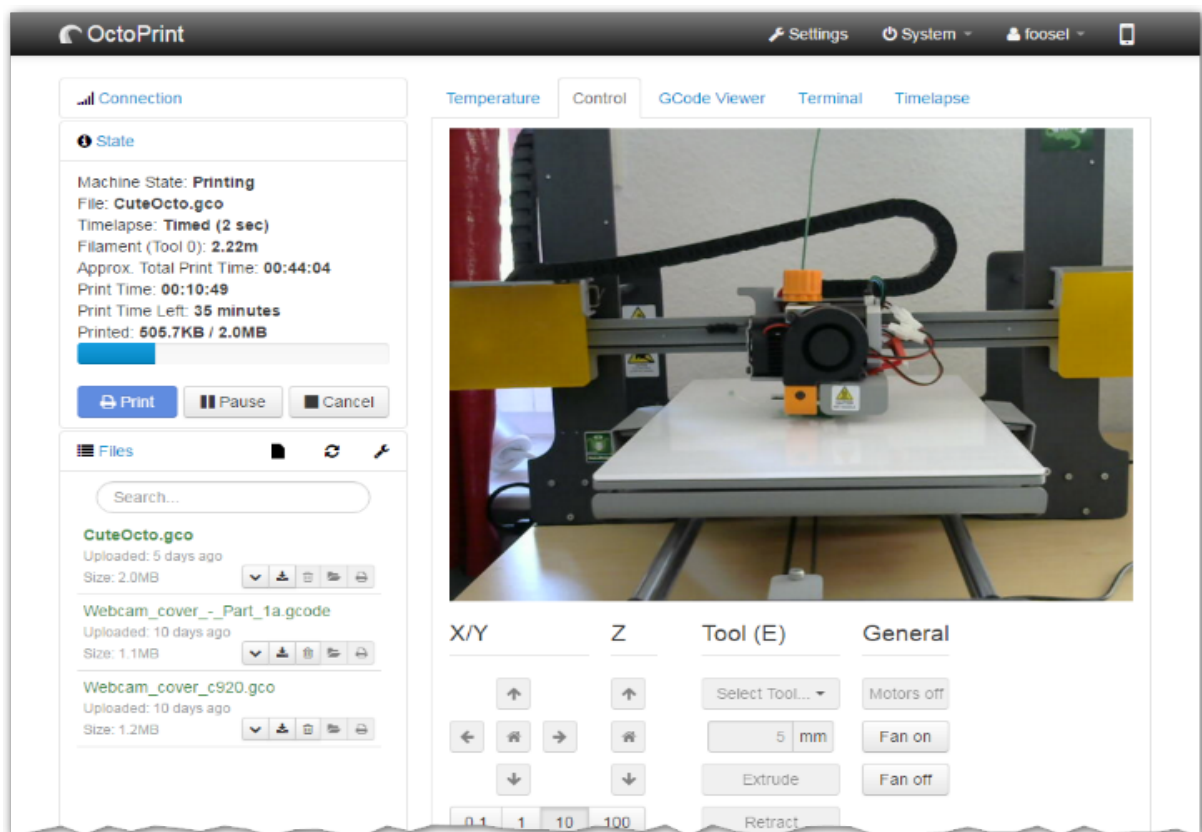 OctoPrint
Settings
System
foosel
Connection
State
Machine State: Printing
File: CuteOcto.gco
Timelapse: Timed (2 sec)
Filament (Tool 0): 2.22m
Approx. Total Print Time: 00:44:04
Print Time: 00:10:49
Print Time Left: 35 minutes
Printed: 505.7KB / 2.0MB
Print
Pause
Cancel
Files
Search...
CuteOcto.gco
Uploaded: 5 days ago
Size: 2.0MB
Webcam_cover_-_Part_1a.gcode
Uploaded: 10 days ago
Size: 1.1MB
Webcam_cover_c920.gco
Uploaded: 10 days ago
Size: 1.2MB
Temperature
Control
GCode Viewer
Terminal
Timelapse
X/Y
Z
Tool (E)
General
Select Tool...
Motors off
5 mm
Fan on
Extrude
Fan off
0.1 1 10 100
Retract